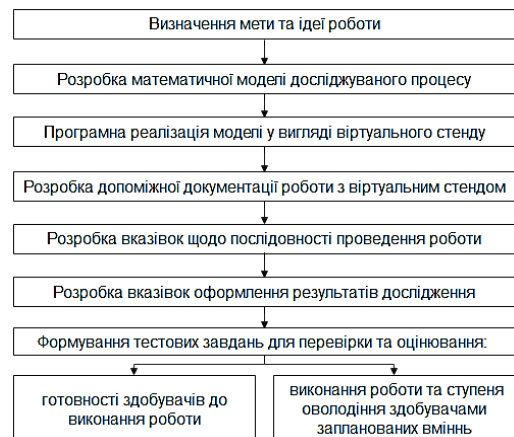 Визначення мети та ідеї роботи
Розробка математичної моделі досліджуваного процесу
Програмна реалізація моделі у вигляді віртуального стенду
Розробка допоміжної документації роботи з віртуальним стендом
Розробка вказівок щодо послідовності проведення роботи
Розробка вказівок оформлення результатів дослідження
Формування тестових завдань для перевірки та оцінювання:
готовності здобувачів до
виконання роботи
виконання роботи та ступеня
оволодіння здобувачами
запланованих вмінь